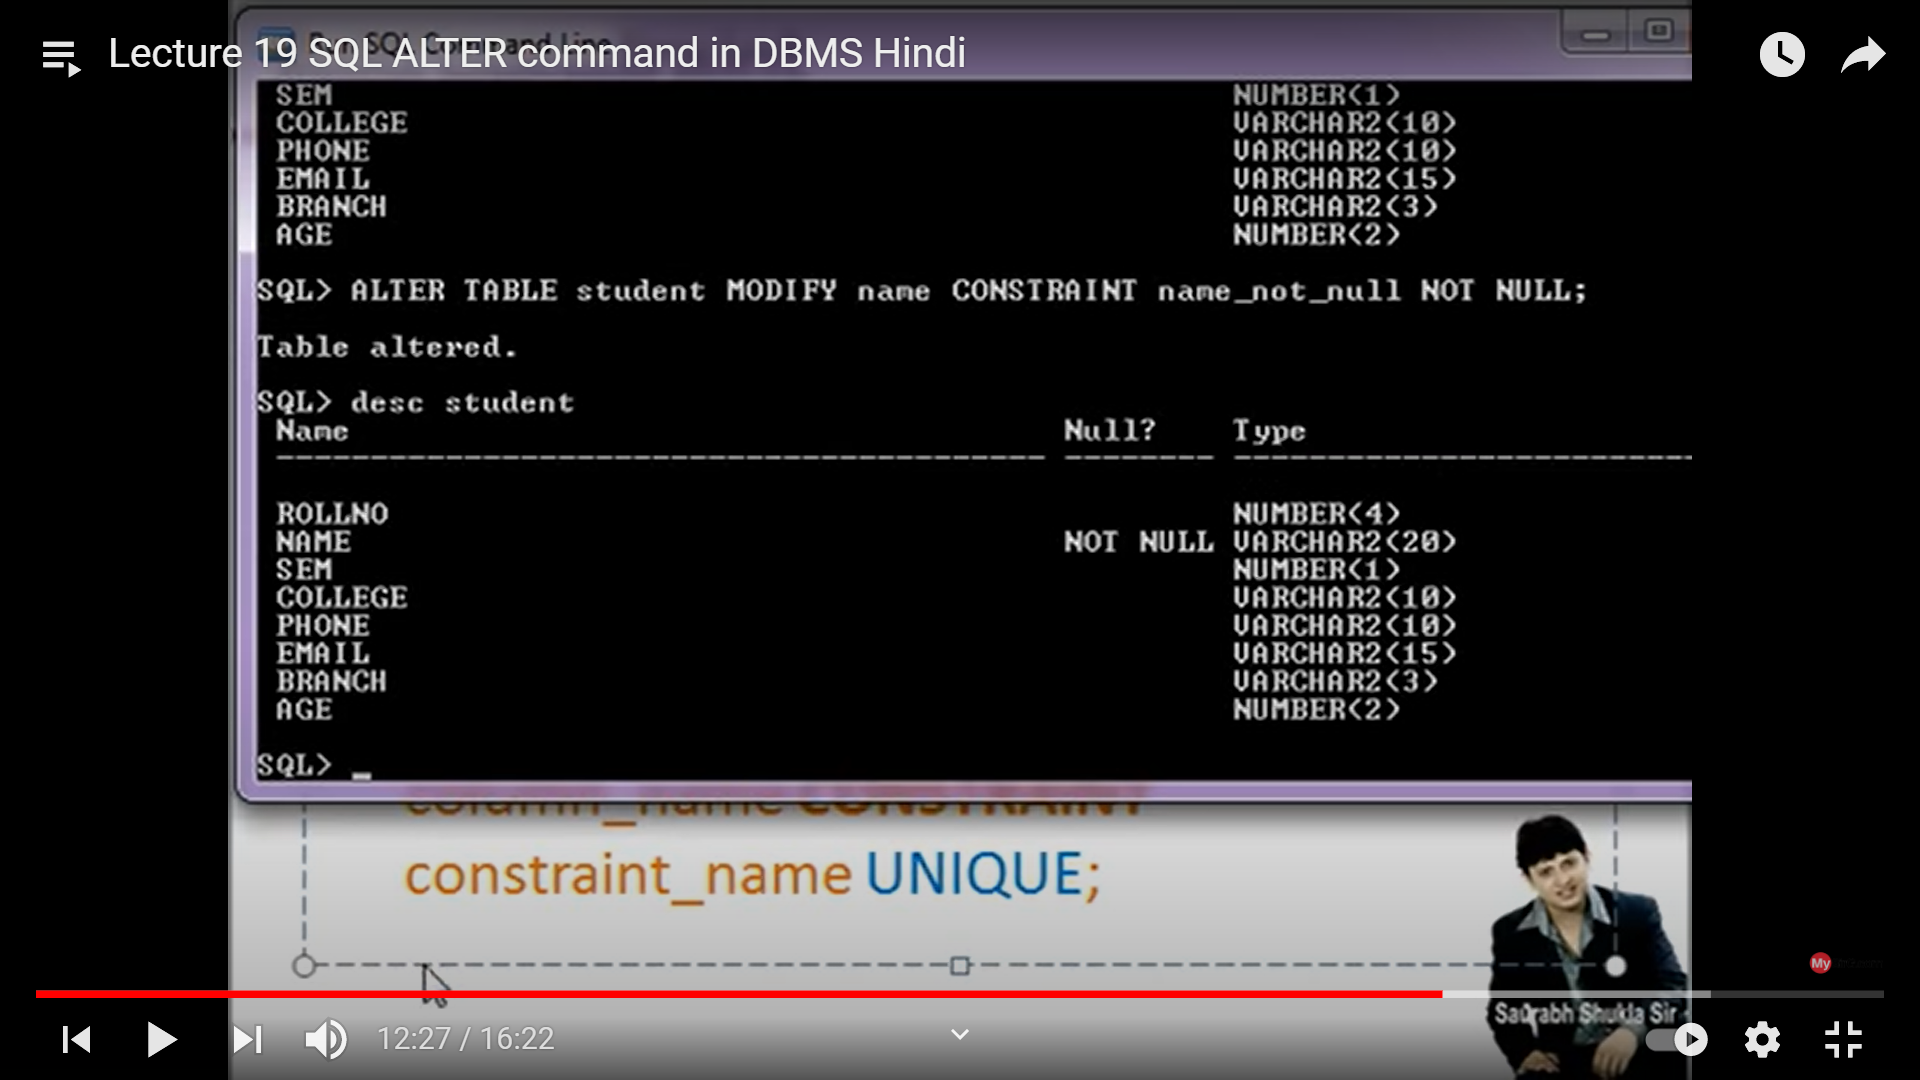 Lecture 19 SQL ALTER command in DBMS Hindi
SEM NUMBER(1)
COLLEGE VARCHAR2(10)
PHONE VARCHAR2(10)
EMAIL VARCHAR2(15)
BRANCH VARCHAR2(3)
AGE NUMBER(2)
SQL> ALTER TABLE student MODIFY name CONSTRAINT name_not_null NOT NULL;
Table altered.
SQL> desc student
Name Null? Type
ROLLNO NUMBER(4)
NAME NOT NULL VARCHAR2(20)
SEM NUMBER(1)
COLLEGE VARCHAR2(10)
PHONE VARCHAR2(10)
EMAIL VARCHAR2(15)
BRANCH VARCHAR2(3)
AGE NUMBER(2)
SQL> _
column_name CONSTRAINT
constraint_name UNIQUE;
My
Saurabh Shukla Sir
12:27 / 16:22